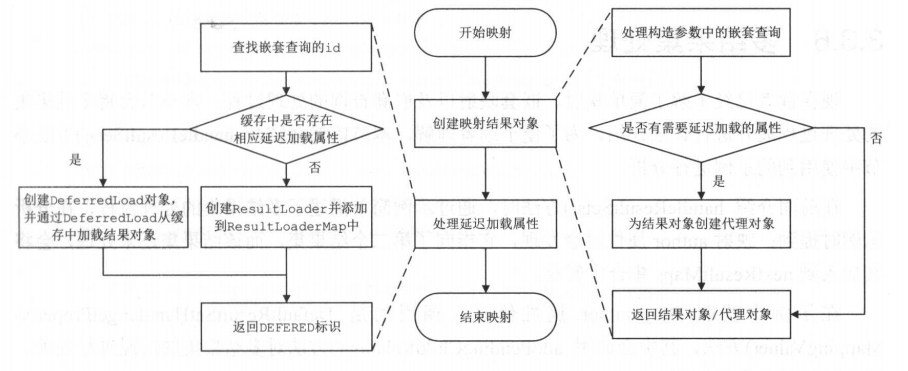 查找嵌套查询的id
缓存中是否存在
相应延迟加载属性
是
否
创建DeferredLoad对象,
并通过DeferredLoad从缓
存中加载结果对象
创建ResultLoader并添加
到ResultLoaderMap中
返回DEFERED标识
开始映射
创建映射结果对象
处理延迟加载属性
结束映射
处理构造参数中的嵌套查询
是否有需要延迟加载的属性
否
是
为结果对象创建代理对象
返回结果对象/代理对象